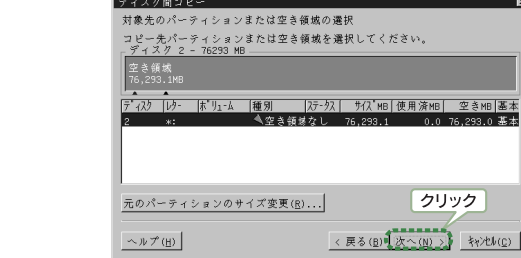 ディスク間コピー
対象先のパーティションまたは空き領域の選択
コピー先パーティションまたは空き領域を選択してください。
ディスク 2 - 76293 MB
空き領域
76,293.1MB
ディスク レター ボリューム 種別 ステータス サイズ MB 使用済MB 空きMB 基本
2 *: 空き領域 なし 76,293.1 0.0 76,293.0 基本
元のパーティションのサイズ変更(R)...
クリック
ヘルプ(H) < 戻る(B) 次へ(N) > キャンセル(C)